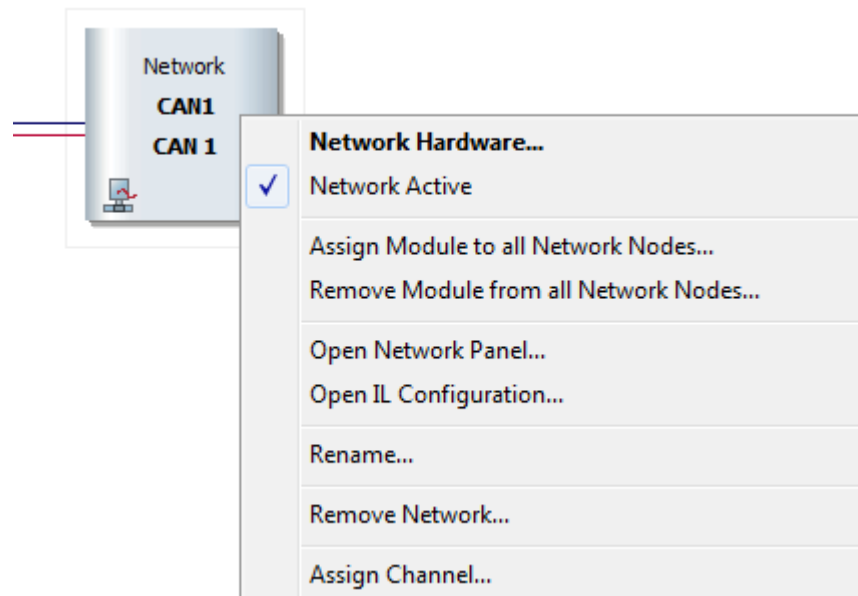 Network
CAN1
CAN 1
Network Hardware...
Network Active
Assign Module to all Network Nodes...
Remove Module from all Network Nodes...
Open Network Panel...
Open IL Configuration...
Rename...
Remove Network...
Assign Channel...